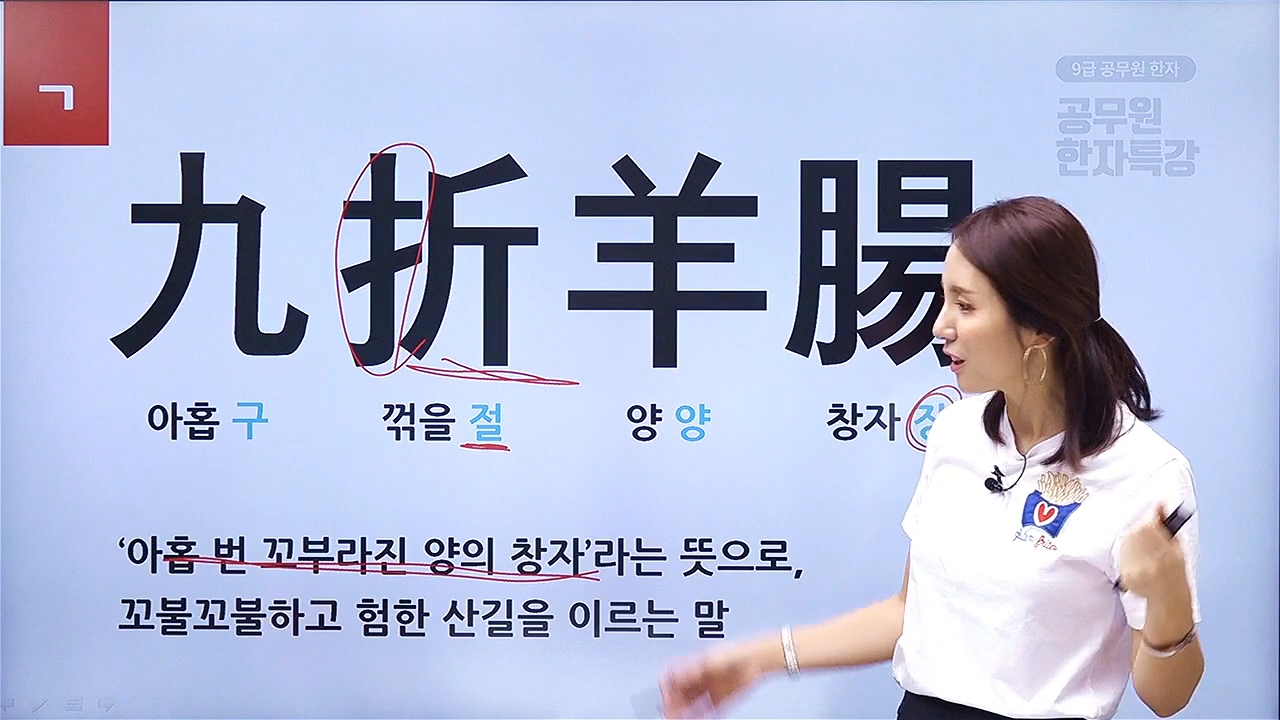 ㄱ
9급 공무원 한자
공무원
한자특강
九折羊腸
아홉 구 꺾을 절 양 양 창자
‘아홉 번 꼬부라진 양의 창자’라는 뜻으로,
꼬불꼬불하고 험한 산길을 이르는 말